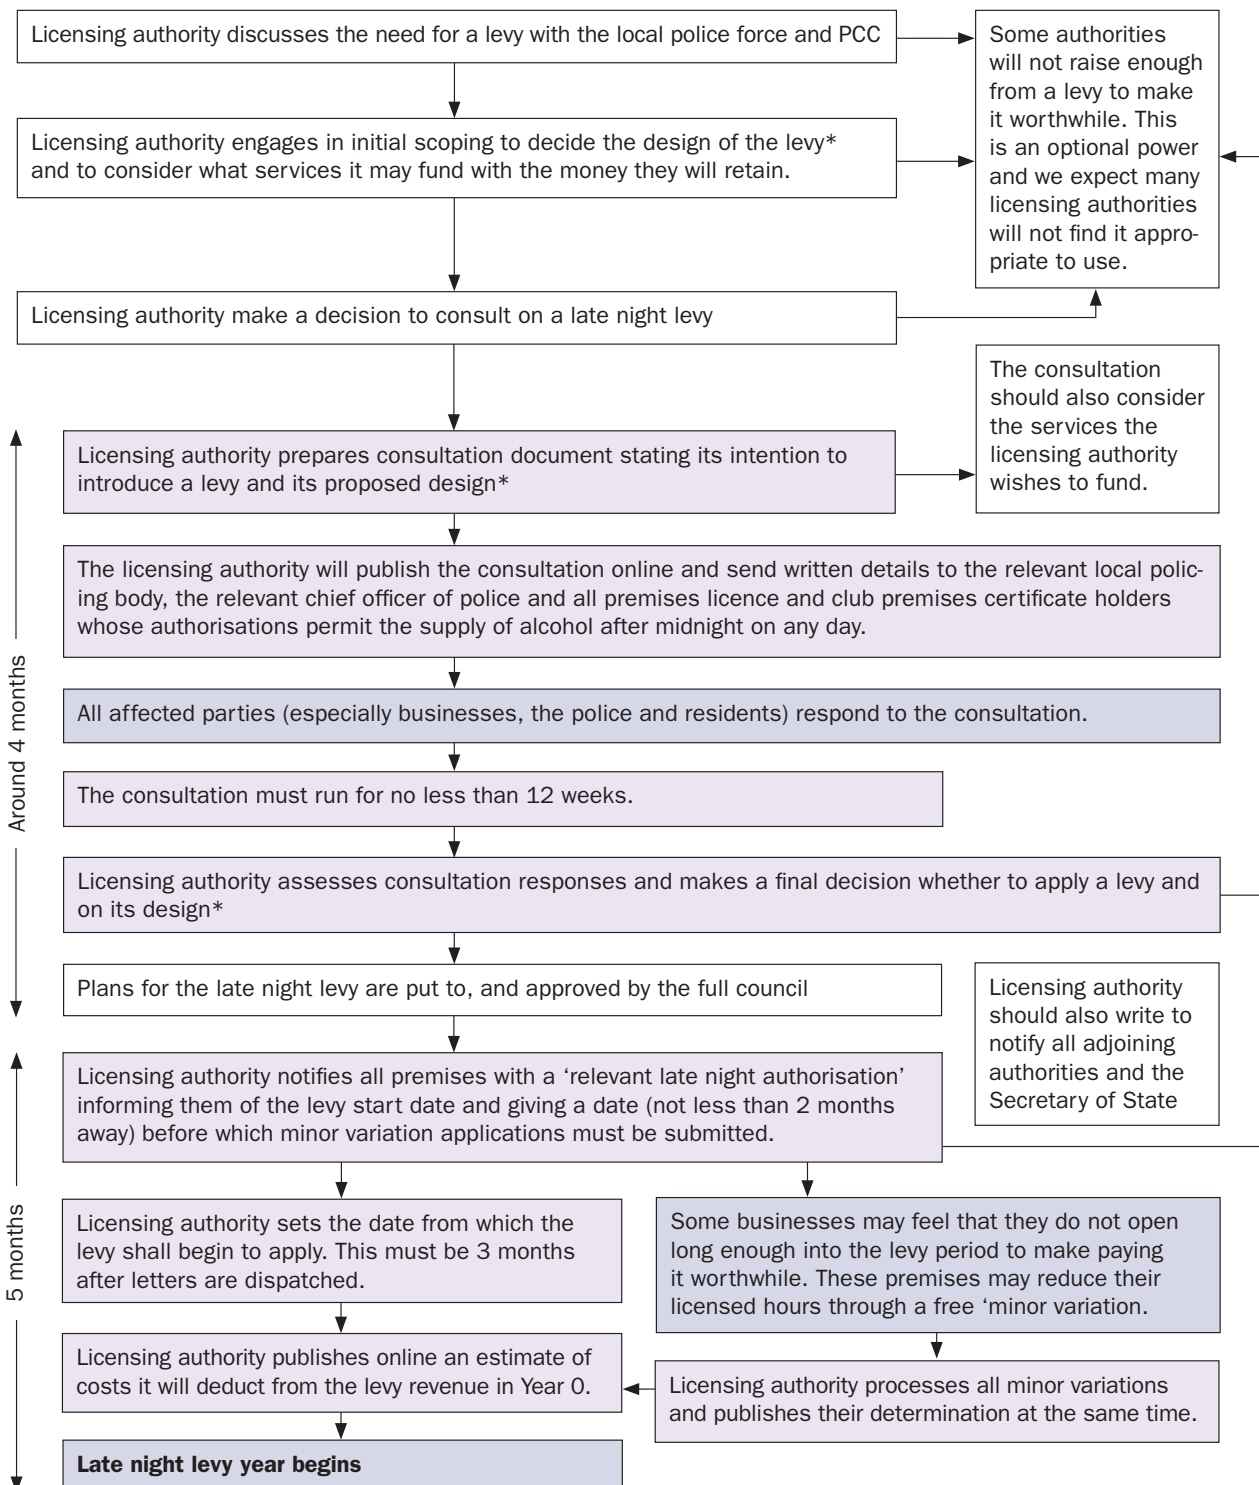 Licensing authority discusses the need for a levy with the local police force and PCC
Some authorities
will not raise enough
from a levy to make
it worthwhile. This
is an optional power
and we expect many
licensing authorities
will not find it appro-
priate to use.
Licensing authority engages in initial scoping to decide the design of the levy*
and to consider what services it may fund with the money they will retain.
Licensing authority make a decision to consult on a late night levy
The consultation
should also consider
the services the
licensing authority
wishes to fund.
Around 4 months
Licensing authority prepares consultation document stating its intention to
introduce a levy and its proposed design*
The licensing authority will publish the consultation online and send written details to the relevant local polic-
ing body, the relevant chief officer of police and all premises licence and club premises certificate holders
whose authorisations permit the supply of alcohol after midnight on any day.
All affected parties (especially businesses, the police and residents) respond to the consultation.
The consultation must run for no less than 12 weeks.
Licensing authority assesses consultation responses and makes a final decision whether to apply a levy and
on its design*
Plans for the late night levy are put to, and approved by the full council
Licensing authority
should also write to
notify all adjoining
authorities and the
Secretary of State
5 months
Licensing authority notifies all premises with a ‘relevant late night authorisation’
informing them of the levy start date and giving a date (not less than 2 months
away) before which minor variation applications must be submitted.
Licensing authority sets the date from which the
levy shall begin to apply. This must be 3 months
after letters are dispatched.
Some businesses may feel that they do not open
long enough into the levy period to make paying
it worthwhile. These premises may reduce their
licensed hours through a free ‘minor variation.
Licensing authority publishes online an estimate of
costs it will deduct from the levy revenue in Year 0.
Licensing authority processes all minor variations
and publishes their determination at the same time.
Late night levy year begins